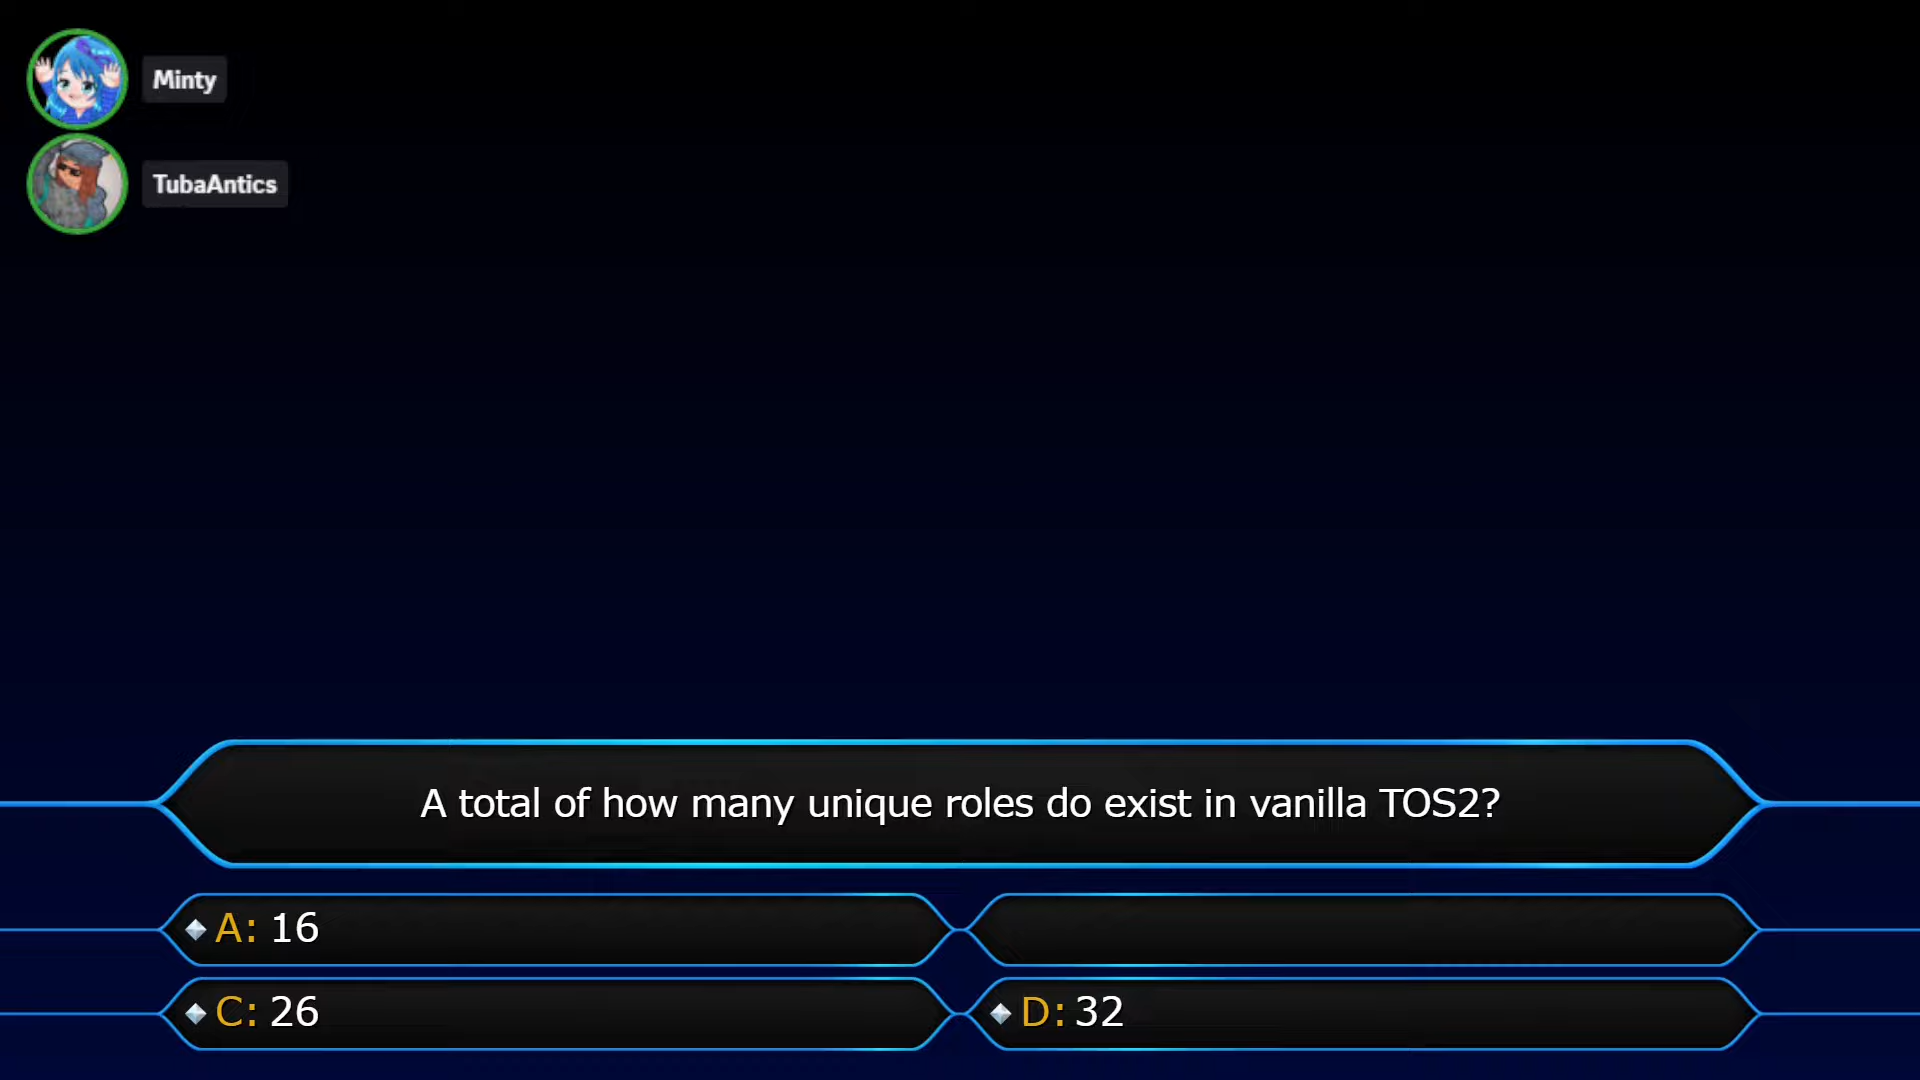 Minty
TubaAntics
A total of how many unique roles do exist in vanilla TOS2?
A: 16
C: 26
D: 32